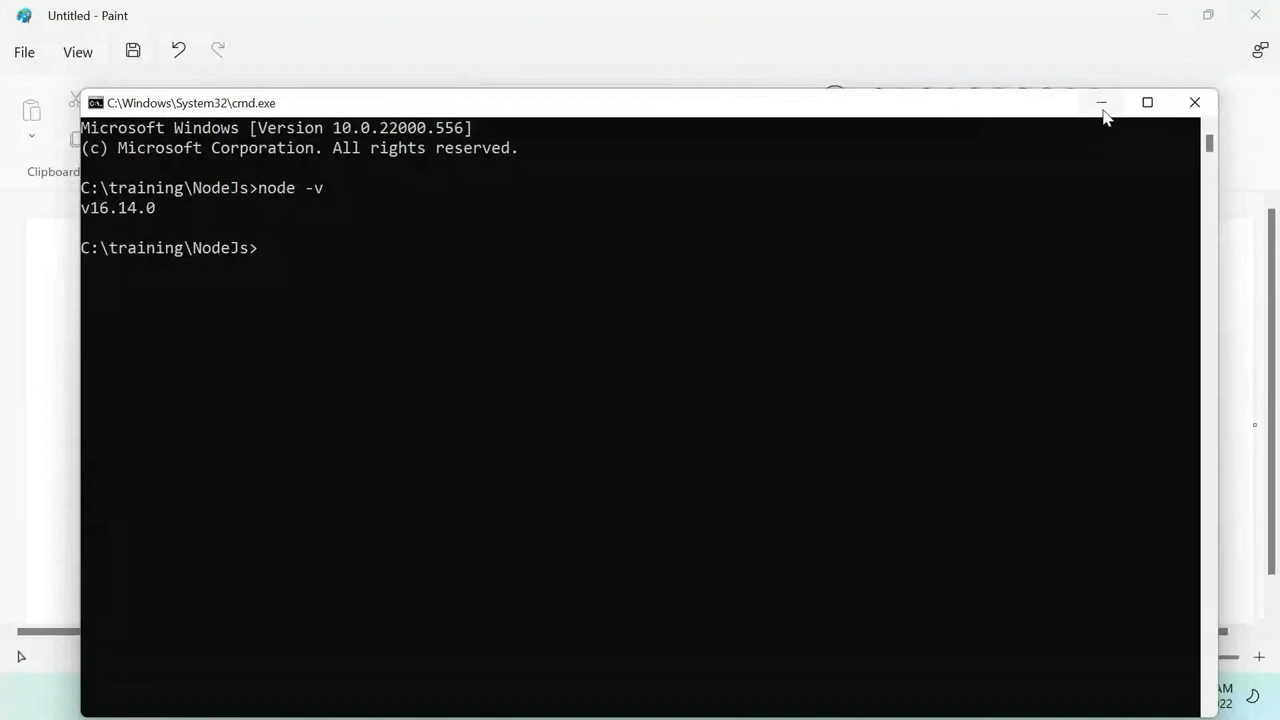 Untitled - Paint
File
View
Clipboard
C:\Windows\System32\cmd.exe
Microsoft Windows [Version 10.0.22000.556]
(c) Microsoft Corporation. All rights reserved.
C:\training\NodeJs>node -v
v16.14.0
C:\training\NodeJs>
AM
22